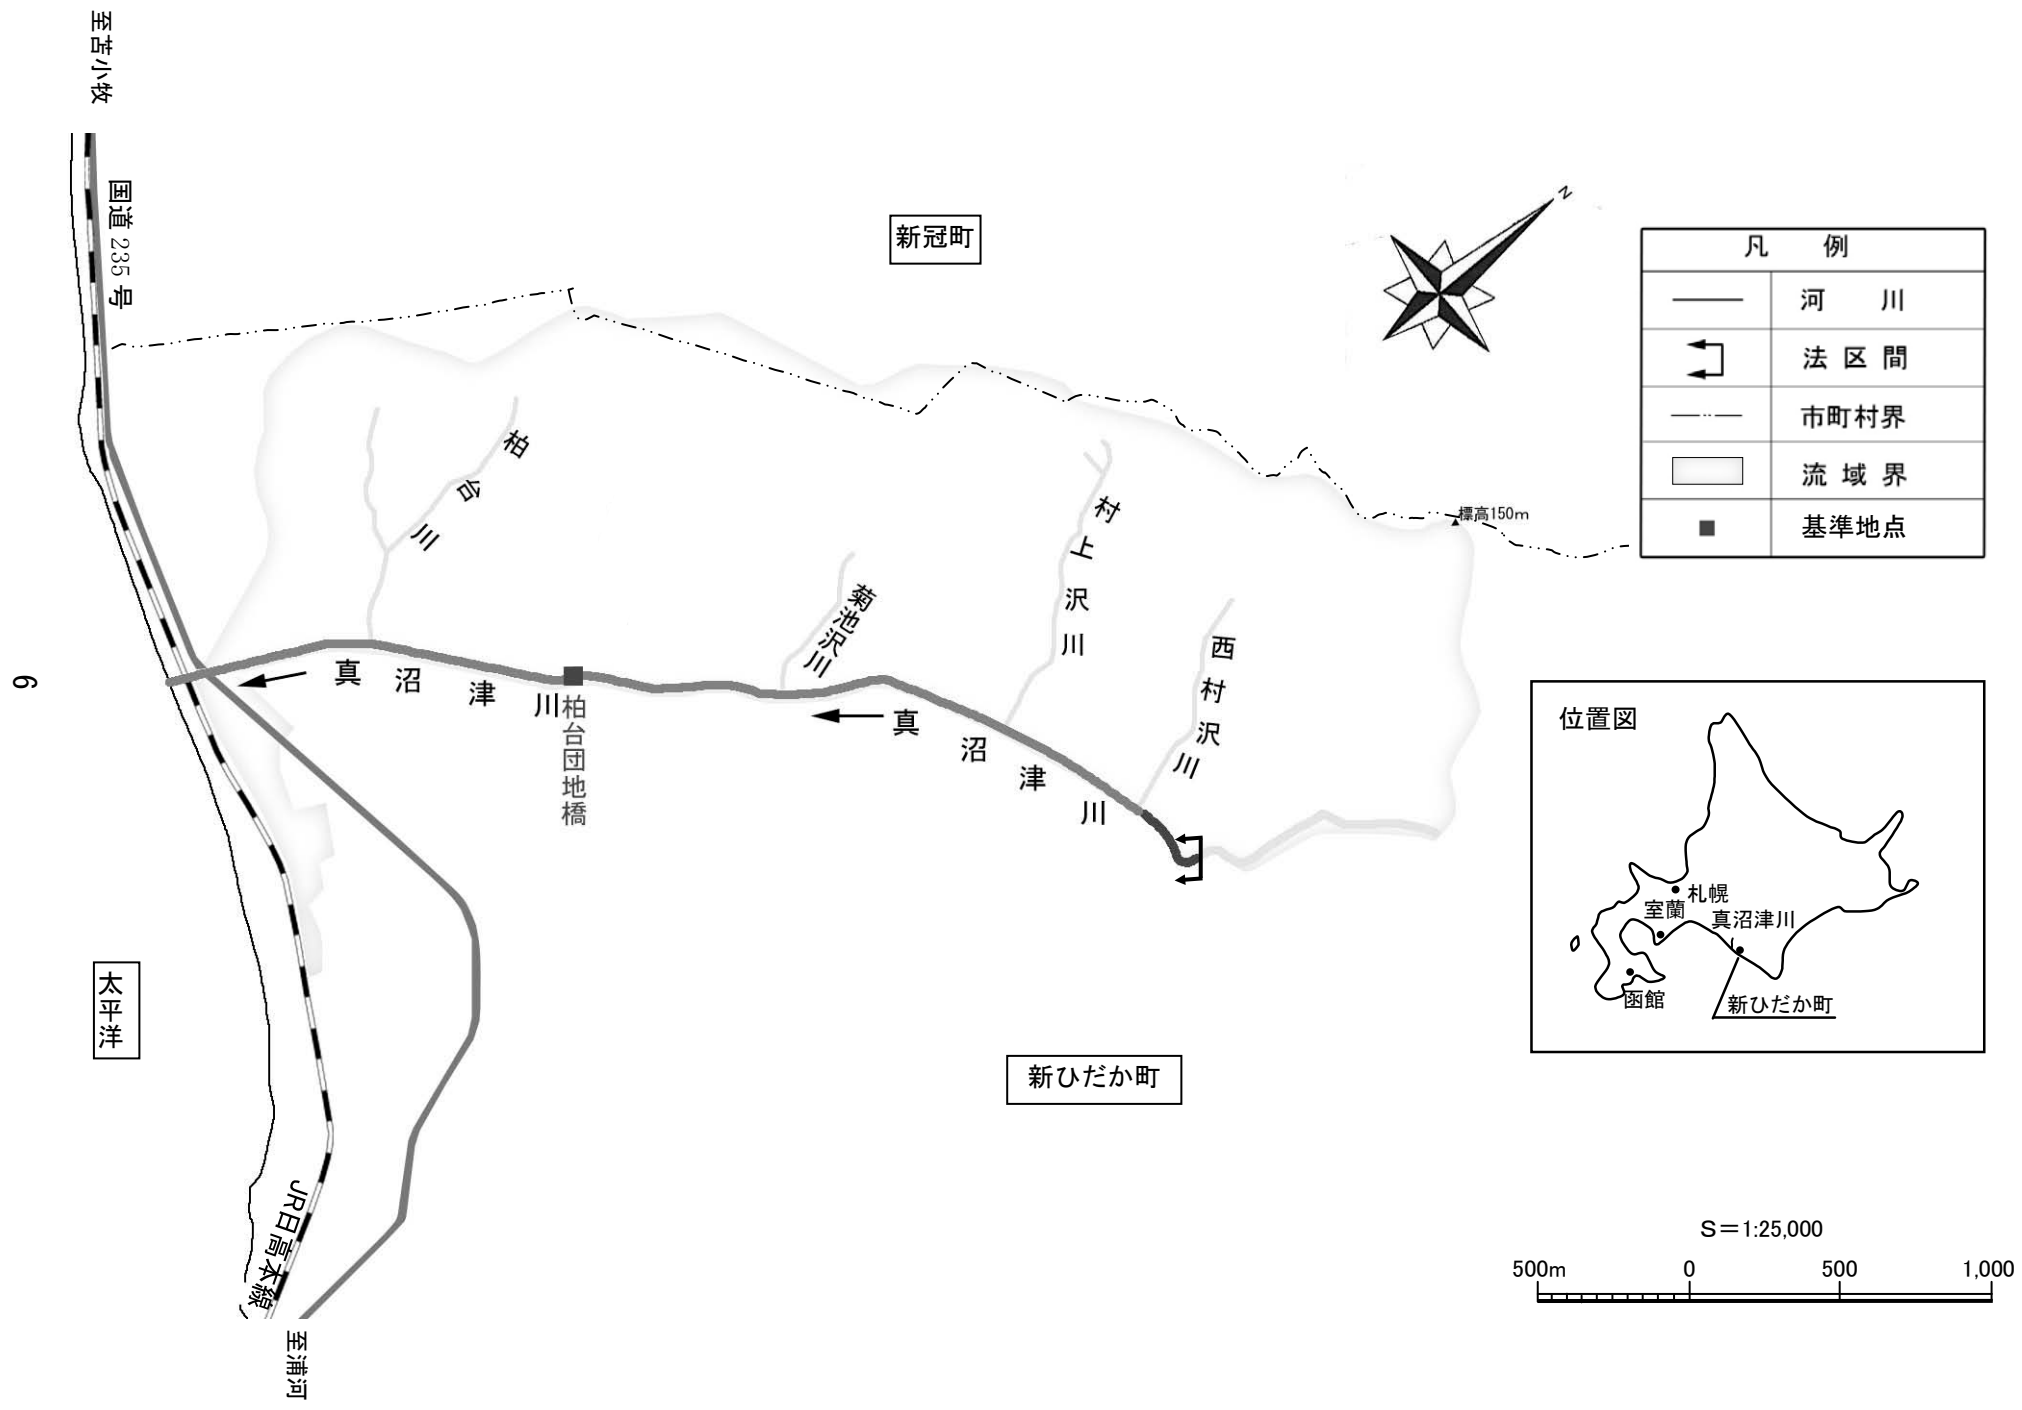 至苫小牧
国道235号
新冠町
N
凡 例
河 川
法区間
市町村界
流域界
基準地点
標高150m
柏台川
菊池沢川
村上沢川
西村沢川
真沼津川
柏台団地橋
真沼津川
6
太平洋
新ひだか町
JR日高本線
至浦河
位置図
札幌
室蘭
真沼津川
函館
新ひだか町
S=1:25,000
500m 0 500 1,000